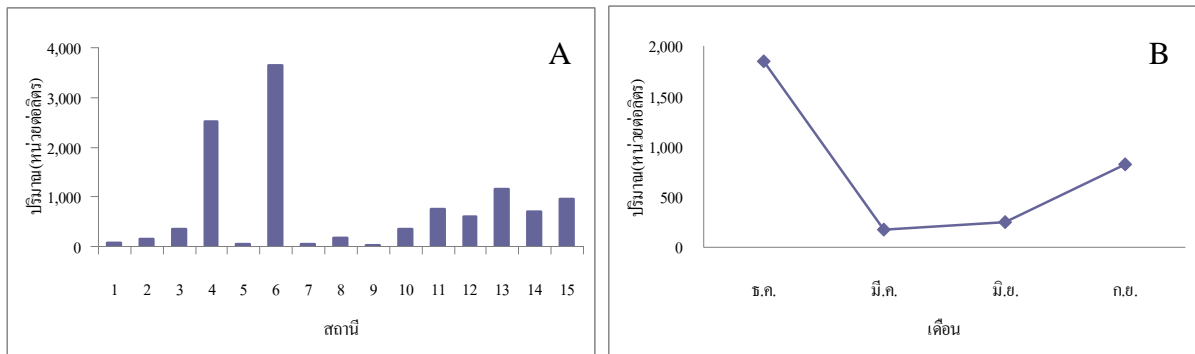 A
ปริมาณ(หน่วยต่อลิตร)
4,000
3,000
2,000
1,000
0
1 2 3 4 5 6 7 8 9 10 11 12 13 14 15
สถานี
B
ปริมาณ(หน่วยต่อลิตร)
2,000
1,500
1,000
500
0
ธ.ค. มี.ค. มิ.ย. ก.ย.
เดือน